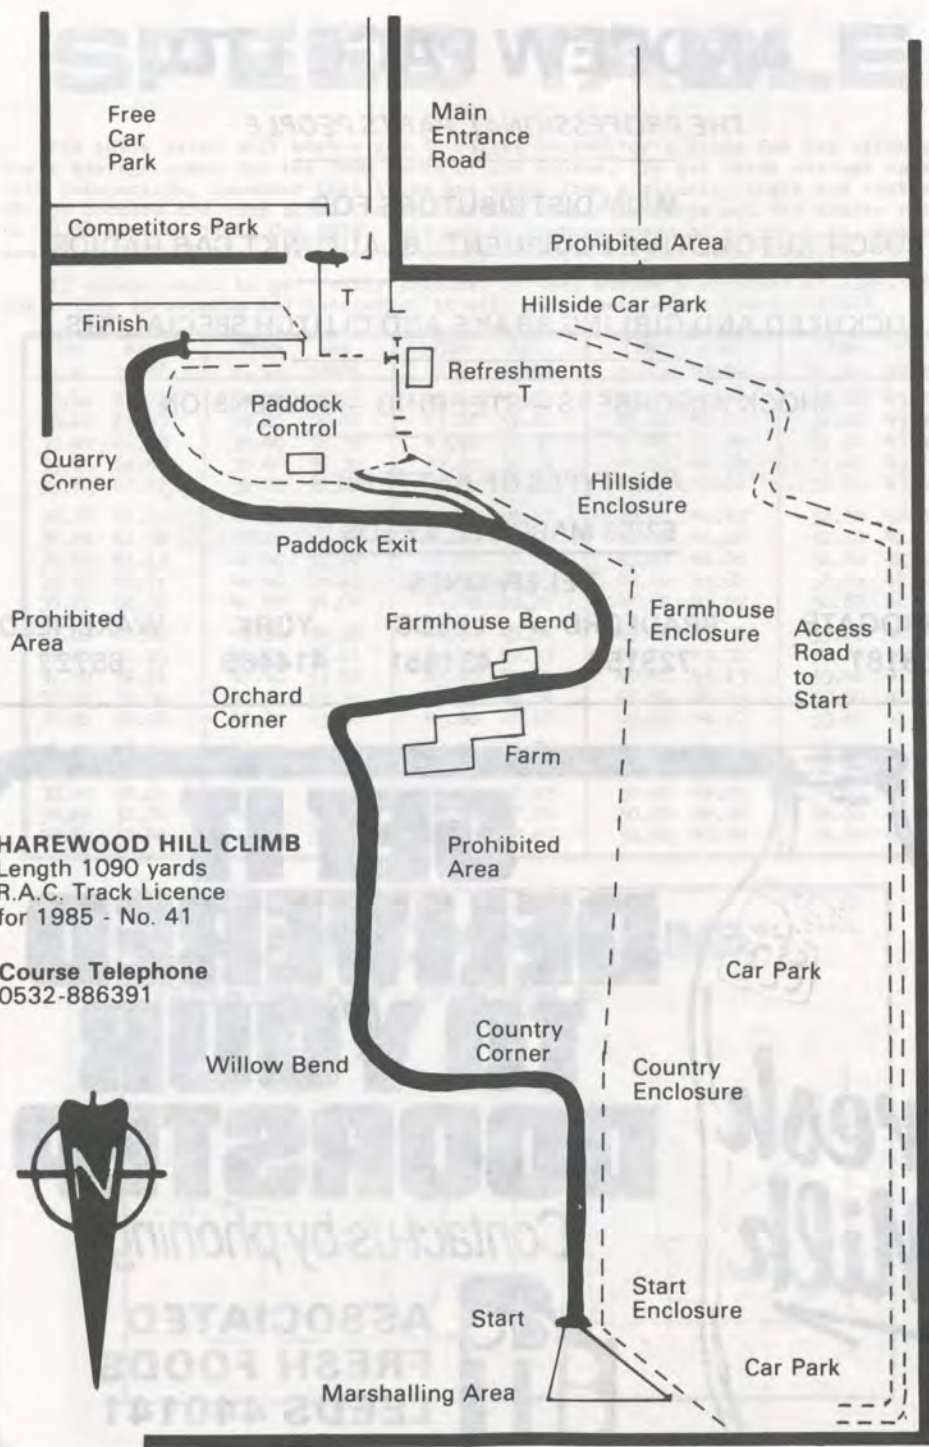 Free
Car
Park
Main
Entrance
Road
Competitors Park
Prohibited Area
T
Hillside Car Park
Finish
T
Refreshments
T
Paddock
Control
Quarry
Corner
Hillside
Enclosure
Paddock Exit
Prohibited
Area
Farmhouse Bend
Farmhouse
Enclosure
Access
Road
to
Start
Orchard
Corner
Farm
HAREWOOD HILL CLIMB
Length 1090 yards
R.A.C. Track Licence
for 1985 - No. 41
Prohibited
Area
Course Telephone
0532-886391
Car Park
Country
Corner
Willow Bend
Country
Enclosure
N
Start
Enclosure
Start
Car Park
Marshalling Area